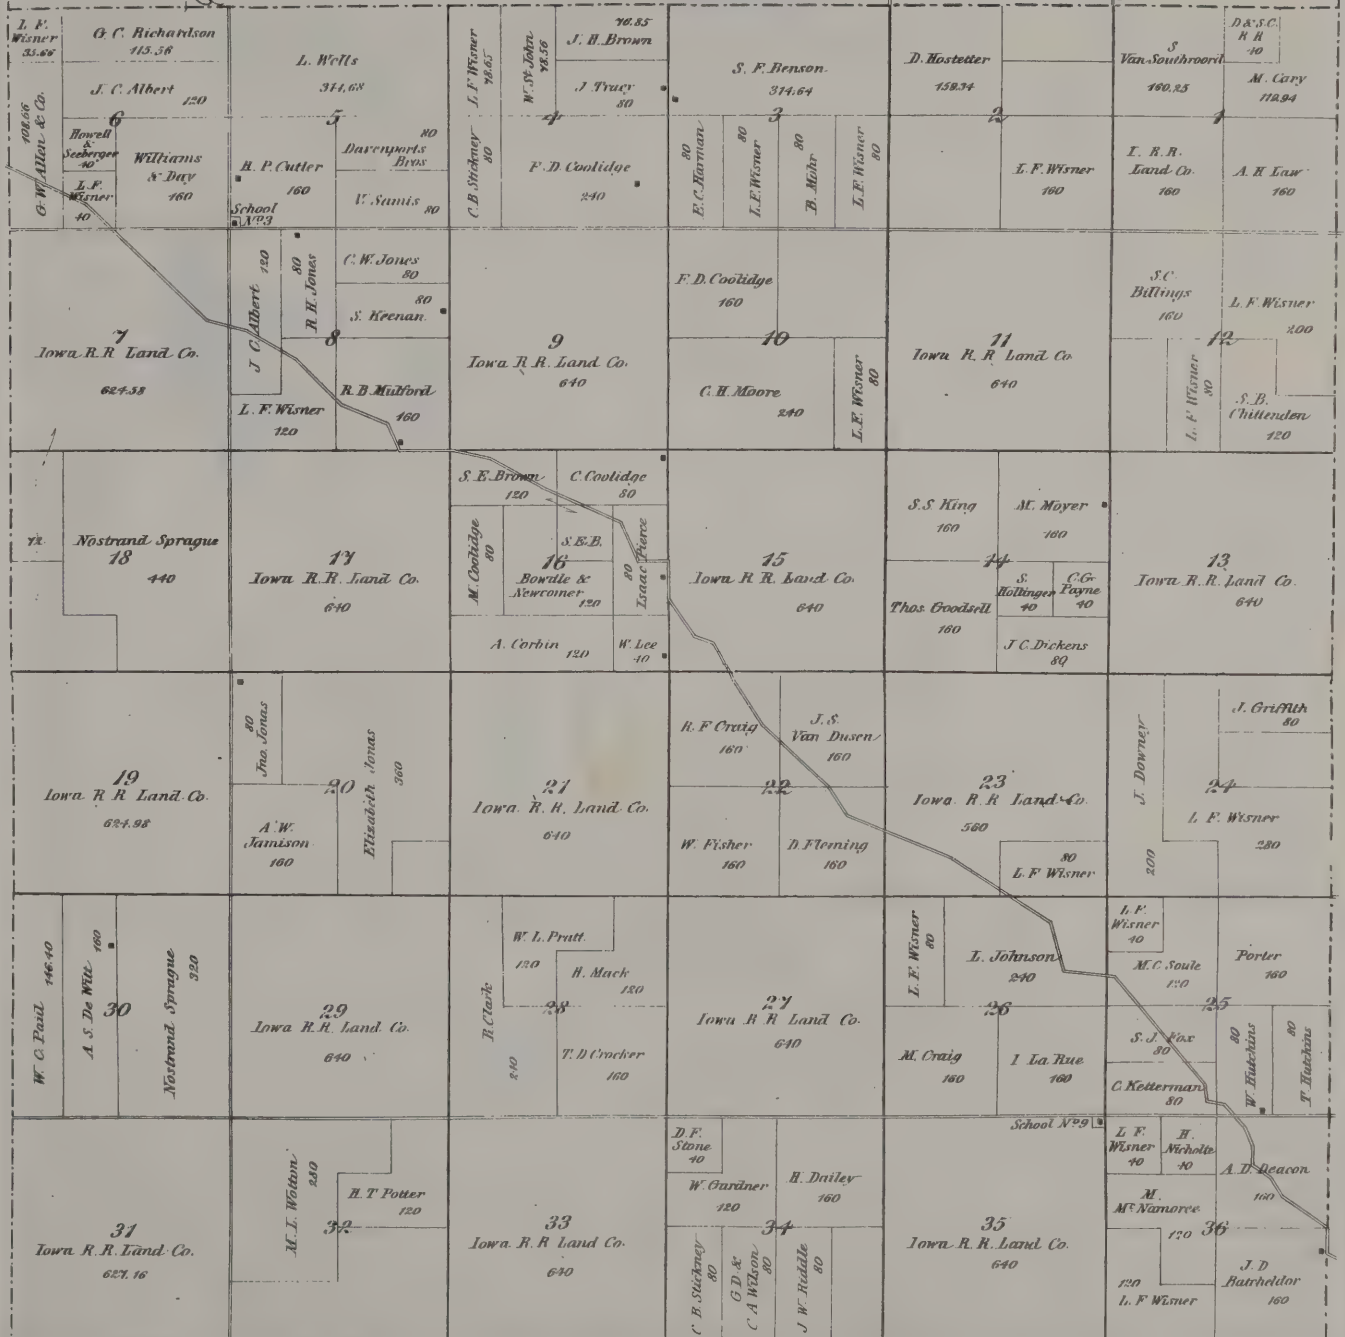 L. F.
Wisner
35.66
G. C. Richardson
115.56
J. C. Albert
120
6
G. W. Allen & Co.
108.66
Howell
&
Seeberger
40
L. F.
Wisner
40
Williams
& Day
160
L. Wells
314.68
5
H. P. Cutler
160
School
No 3
80
Davenports
Bros
V. Samis
80
L. F. Wisner
78.65
W. St John
78.56
76.85
J. H. Brown
J. Tracy
80
4
C. B. Stickney
80
F. D. Coolidge
240
S. F. Benson
314.64
3
E. C. Harman
80
L. F. Wisner
80
B. Mohr
80
L. F. Wisner
80
D. Hostetter
159.34
2
L. F. Wisner
160
S
Van Southroord
160.25
D & S. C.
R R
40
M. Cary
119.94
1
I. R. R.
Land Co.
160
A. H. Law
160
7
Iowa R. R Land Co.
624.58
J C Albert
120
80
R. H. Jones
C. W. Jones
80
80
S. Keenan
8
L. F. Wisner
120
R. B. Mulford
160
9
Iowa R. R. Land Co.
640
F. D. Coolidge
160
10
C. H. Moore
240
L. F. Wisner
80
11
Iowa R. R Land Co
640
S. C.
Billings
160
L. F. Wisner
200
12
L. F Wisner
80
S. B.
Chittenden
120
72
Nostrand Sprague
18
440
17
Iowa R. R. Land Co.
640
S. E. Brown
120
C. Coolidge
80
M. Coolidge
80
S. E. B.
16
Bowdle &
Newcomer
120
Isaac Pierce
80
A. Corbin
120
W. Lee
40
15
Iowa R R. Land Co
640
S. S. King
160
M. Moyer
160
14
Thos. Goodsell
160
S.
Hollinger
40
C. G.
Payne
40
J. C. Dickens
80
13
Iowa R. R. Land Co.
640
19
Iowa R R Land Co.
624.98
80
Jno. Jonas
20
Elizabeth Jonas
360
A. W.
Jamison
160
21
Iowa R. R. Land Co.
640
R. F Craig
160
J. S.
Van Dusen
160
22
W. Fisher
160
D. Fleming
160
23
Iowa R R Land Co.
560
80
L. F Wisner
J. Downey
200
J. Griffith
80
24
L. F. Wisner
280
W. C. Paul
146.40
A. S. De Witt
160
30
Nostrand Sprague
320
29
Iowa R. R. Land Co.
640
W. L. Pratt
120
H. Mack
120
R. Clark
240
28
T. D Crocker
160
27
Iowa R R Land Co.
640
L. F. Wisner
80
L. Johnson
240
26
M. Craig
160
I La Rue
160
L. F.
Wisner
40
M. C Soule
120
Porter
160
25
S. J. Fox
80
C. Ketterman
80
W. Hutchins
80
T. Hutchins
80
31
Iowa R. R. Land Co.
627.16
M. L. Wotton
280
H. T Potter
120
32
33
Iowa R. R Land Co.
640
D. F.
Stone
40
W. Gardner
120
H. Dailey
160
34
C B. Stickney
80
G D &
C A Wilson
80
J W Riddle
80
School No 9
35
Iowa R. R. Land Co.
640
L F.
Wisner
40
H.
Nicholte
40
A D. Deacon
160
M.
Mc Namorce
120
36
120
L. F Wisner
J. D
Batcheldor
160